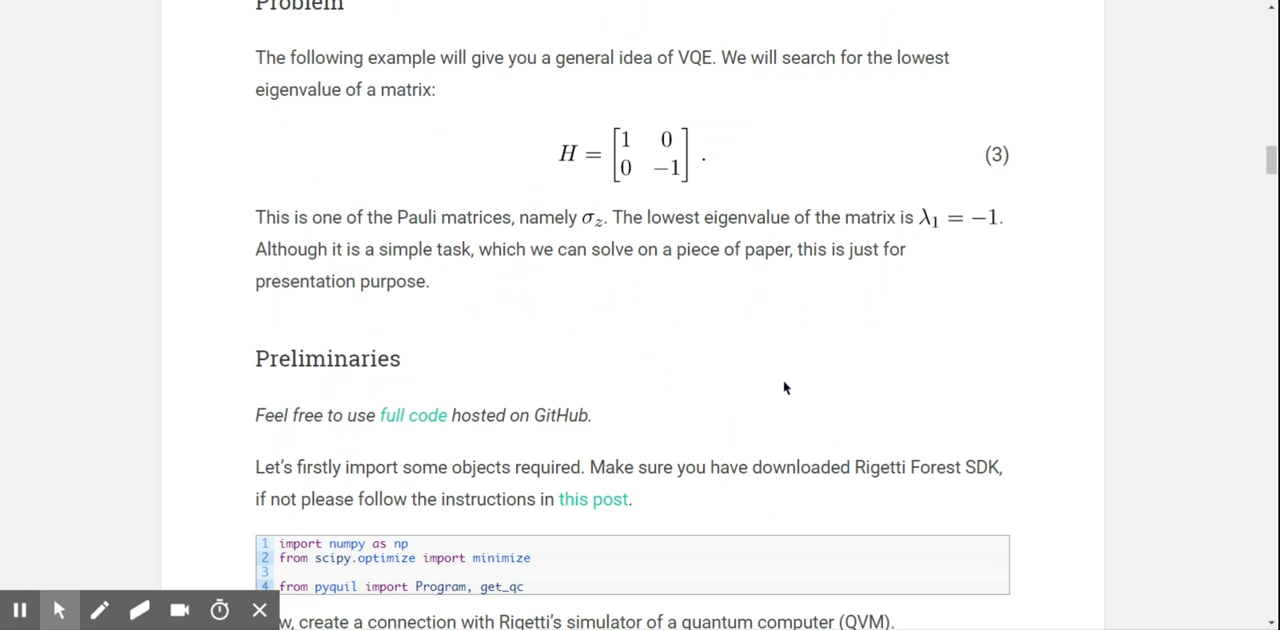 Problem
The following example will give you a general idea of VQE. We will search for the lowest
eigenvalue of a matrix:
H = [1 0
0 −1] . (3)
This is one of the Pauli matrices, namely σz. The lowest eigenvalue of the matrix is λ1 = −1.
Although it is a simple task, which we can solve on a piece of paper, this is just for
presentation purpose.
Preliminaries
Feel free to use full code hosted on GitHub.
Let's firstly import some objects required. Make sure you have downloaded Rigetti Forest SDK,
if not please follow the instructions in this post.
1 import numpy as np
2 from scipy.optimize import minimize
3
4 from pyquil import Program, get_qc
w, create a connection with Rigetti's simulator of a quantum computer (QVM).